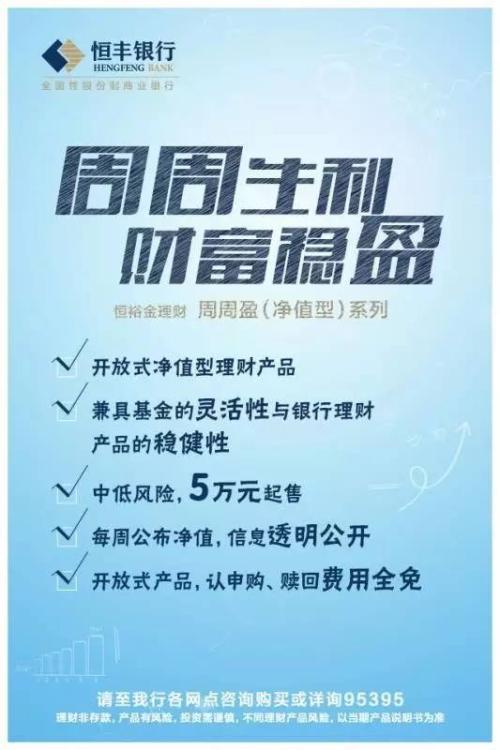 恒丰银行
HENGFENG BANK
全国性股份制商业银行
周周生利
财富稳盈
恒裕金理财 周周盈(净值型)系列
开放式净值型理财产品
兼具基金的灵活性与银行理财
产品的稳健性
中低风险,5万元起售
每周公布净值,信息透明公开
开放式产品,认申购、赎回费用全免
请至我行各网点咨询购买或详询95395
理财非存款,产品有风险,投资需谨慎,不同理财产品风险,以当期产品说明书为准